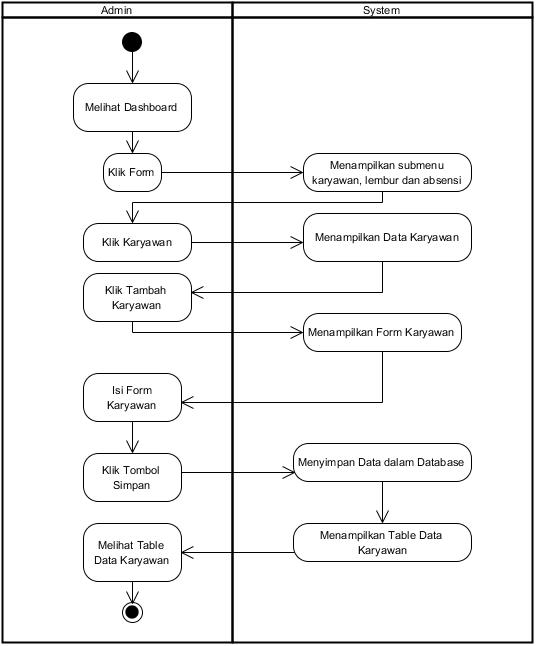 Admin
System
Melihat Dashboard
Klik Form
Menampilkan submenu
karyawan, lembur dan absensi
Klik Karyawan
Menampilkan Data Karyawan
Klik Tambah
Karyawan
Menampilkan Form Karyawan
Isi Form
Karyawan
Klik Tombol
Simpan
Menyimpan Data dalam Database
Menampilkan Table Data
Karyawan
Melihat Table
Data Karyawan